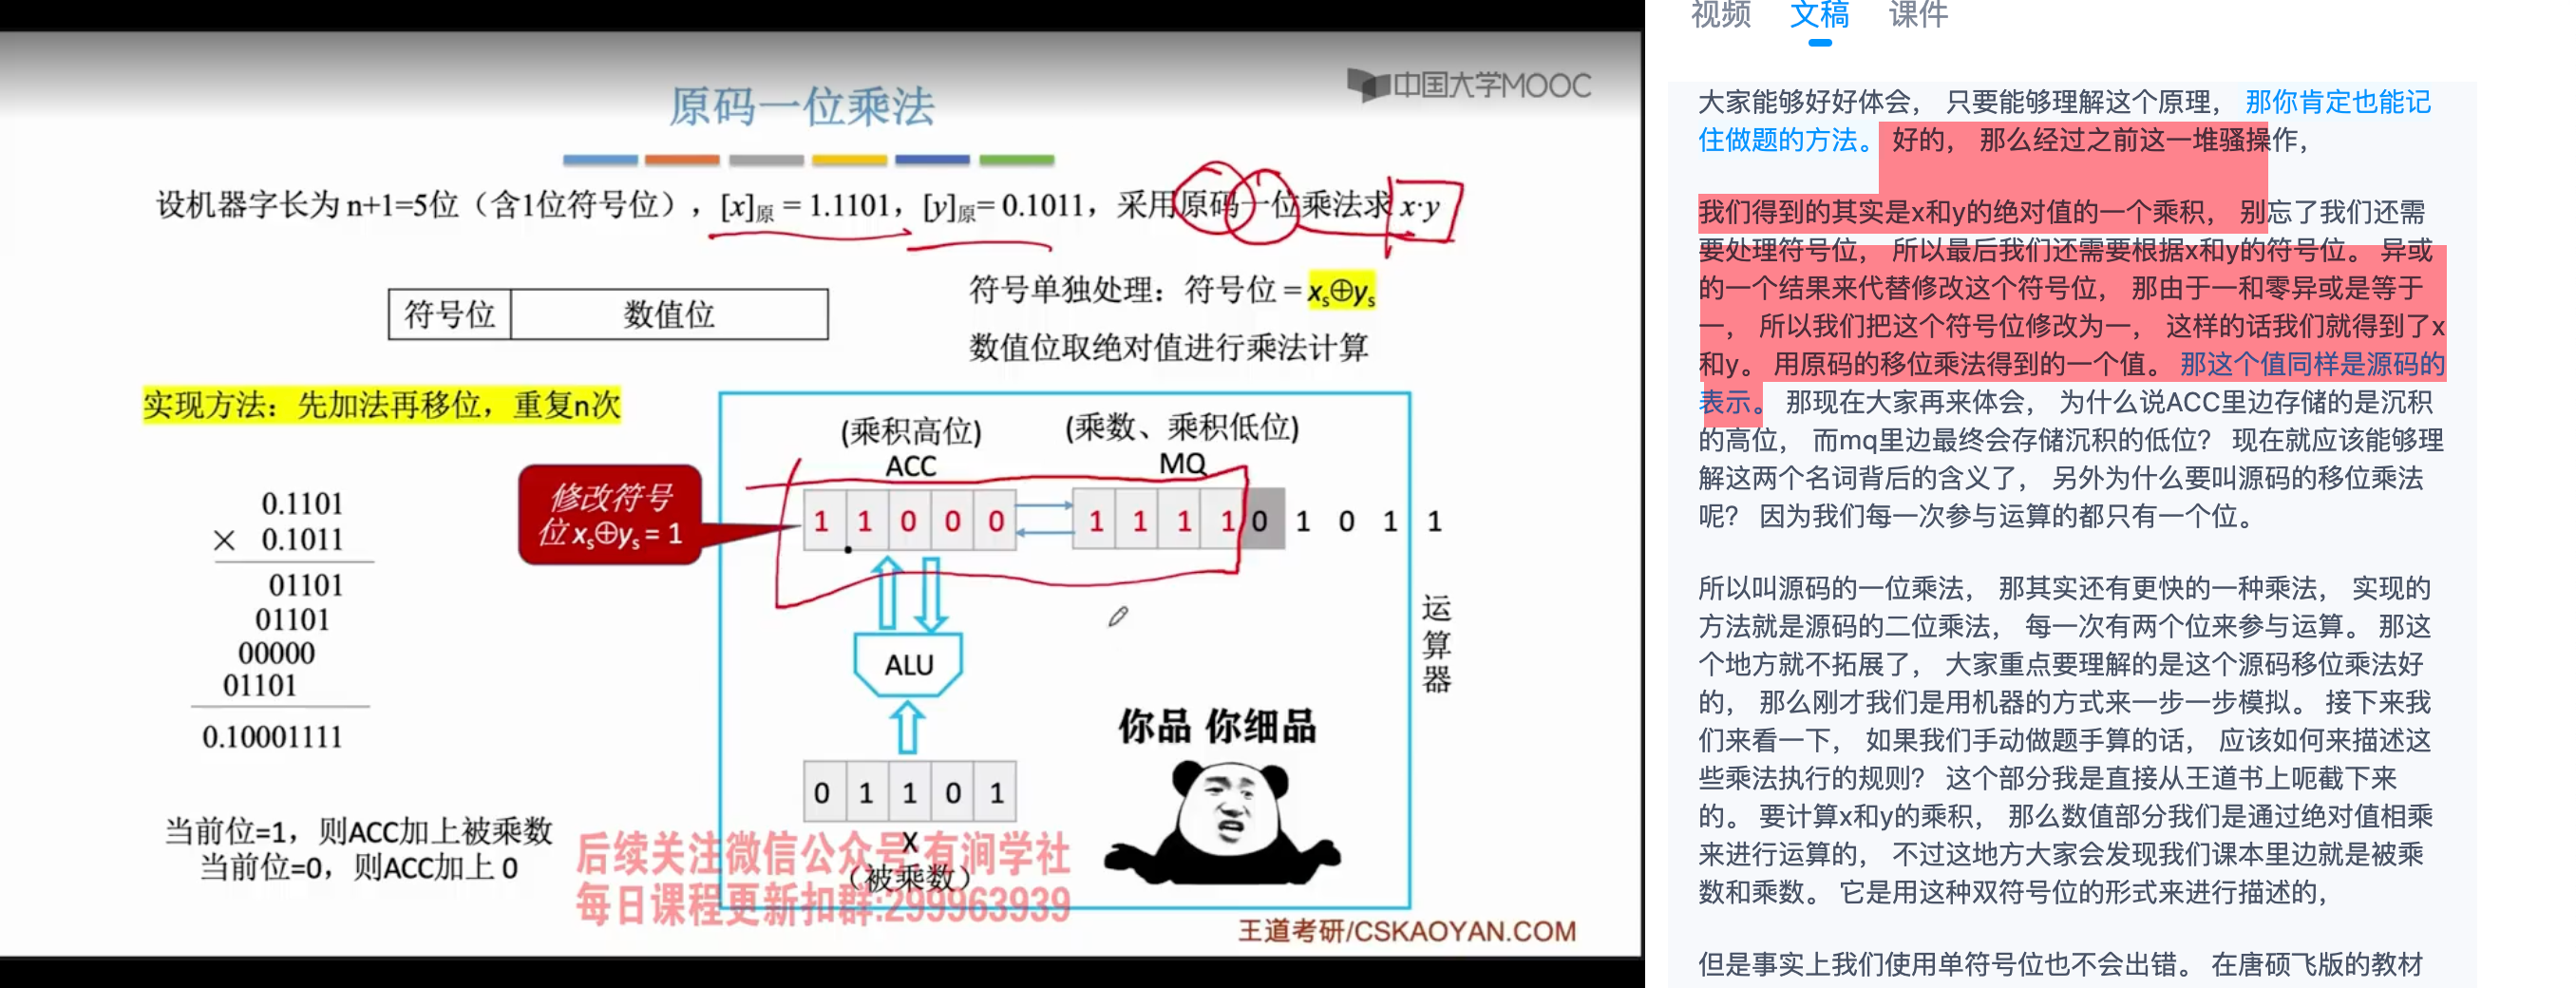 中国大学MOOC
原码一位乘法
设机器字长为 n+1=5位（含1位符号位），[x]原 = 1.1101，[y]原= 0.1011，采用原码一位乘法求 x·y
符号位 数值位
符号单独处理：符号位 = xs⊕ys
数值位取绝对值进行乘法计算
实现方法：先加法再移位，重复n次
(乘积高位)
ACC
(乘数、乘积低位)
MQ
修改符号
位 xs⊕ys = 1
1 1 0 0 0
1 1 1 1 0 1 0 1 1
0.1101
× 0.1011
01101
01101
00000
01101
0.10001111
ALU
运
算
器
你品 你细品
0 1 1 0 1
X
（被乘数）
当前位=1，则ACC加上被乘数
当前位=0，则ACC加上 0
后续关注微信公众号 有涧学社
每日课程更新扣群:299963939
王道考研/CSKAOYAN.COM
视频 文稿 课件
大家能够好好体会， 只要能够理解这个原理， 那你肯定也能记
住做题的方法。 好的， 那么经过之前这一堆骚操作，
我们得到的其实是x和y的绝对值的一个乘积， 别忘了我们还需
要处理符号位， 所以最后我们还需要根据x和y的符号位。 异或
的一个结果来代替修改这个符号位， 那由于一和零异或是等于
一， 所以我们把这个符号位修改为一， 这样的话我们就得到了x
和y。 用原码的移位乘法得到的一个值。 那这个值同样是源码的
表示。 那现在大家再来体会， 为什么说ACC里边存储的是沉积
的高位， 而mq里边最终会存储沉积的低位？ 现在就应该能够理
解这两个名词背后的含义了， 另外为什么要叫源码的移位乘法
呢？ 因为我们每一次参与运算的都只有一个位。
所以叫源码的一位乘法， 那其实还有更快的一种乘法， 实现的
方法就是源码的二位乘法， 每一次有两个位来参与运算。 那这
个地方就不拓展了， 大家重点要理解的是这个源码移位乘法好
的， 那么刚才我们是用机器的方式来一步一步模拟。 接下来我
们来看一下， 如果我们手动做题手算的话， 应该如何来描述这
些乘法执行的规则？ 这个部分我是直接从王道书上呃截下来
的。 要计算x和y的乘积， 那么数值部分我们是通过绝对值相乘
来进行运算的， 不过这地方大家会发现我们课本里边就是被乘
数和乘数。 它是用这种双符号位的形式来进行描述的，
但是事实上我们使用单符号位也不会出错。 在唐硕飞版的教材